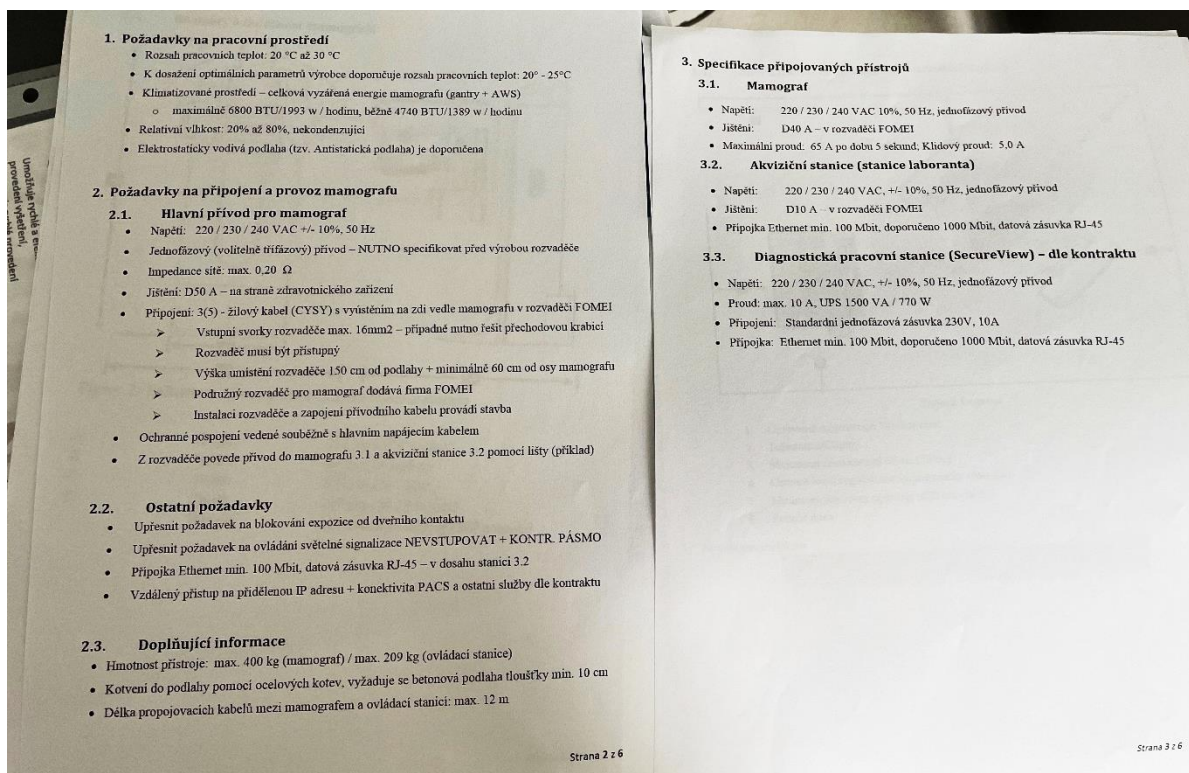 1. Požadavky na pracovní prostředí
• Rozsah pracovních teplot: 20 °C až 30 °C
• K dosažení optimálních parametrů výrobce doporučuje rozsah pracovních teplot: 20° - 25°C
• Klimatizované prostředí – celková vyzářená energie mamografu (gantry + AWS)
o maximálně 6800 BTU/1993 w / hodinu, běžně 4740 BTU/1389 w / hodinu
• Relativní vlhkost: 20% až 80%, nekondenzující
• Elektrostaticky vodivá podlaha (tzv. Antistatická podlaha) je doporučena
2. Požadavky na připojení a provoz mamografu
2.1. Hlavní přívod pro mamograf
• Napětí: 220 / 230 / 240 VAC +/- 10%, 50 Hz
• Jednofázový (volitelně třífázový) přívod – NUTNO specifikovat před výrobou rozvaděče
• Impedance sítě: max. 0,20 Ω
• Jištění: D50 A – na straně zdravotnického zařízení
• Připojení: 3(5) - žilový kabel (CYSY) s vyústěním na zdi vedle mamografu v rozvaděči FOMEI
➢ Vstupní svorky rozvaděče max. 16mm2 – případné nutno řešit přechodovou krabicí
➢ Rozvaděč musí být přístupný
➢ Výška umístění rozvaděče 150 cm od podlahy + minimálně 60 cm od osy mamografu
➢ Podružný rozvaděč pro mamograf dodává firma FOMEI
➢ Instalaci rozvaděče a zapojení přívodního kabelu provádí stavba
• Ochranné pospojení vedené souběžně s hlavním napájecím kabelem
• Z rozvaděče povede přívod do mamografu 3.1 a akviziční stanice 3.2 pomocí lišty (příklad)
2.2. Ostatní požadavky
• Upřesnit požadavek na blokování expozice od dveřního kontaktu
• Upřesnit požadavek na ovládání světelné signalizace NEVSTUPOVAT + KONTR. PÁSMO
• Přípojka Ethernet min. 100 Mbit, datová zásuvka RJ-45 – v dosahu stanici 3.2
• Vzdálený přístup na přidělenou IP adresu + konektivita PACS a ostatní služby dle kontraktu
2.3. Doplňující informace
• Hmotnost přístroje: max. 400 kg (mamograf) / max. 209 kg (ovládací stanice)
• Kotvení do podlahy pomocí ocelových kotev, vyžaduje se betonová podlaha tloušťky min. 10 cm
• Délka propojovacích kabelů mezi mamografem a ovládací stanicí: max. 12 m
Strana 2 z 6
3. Specifikace připojovaných přístrojů
3.1. Mamograf
• Napětí: 220 / 230 / 240 VAC 10%, 50 Hz, jednofázový přívod
• Jištění: D40 A – v rozvaděči FOMEI
• Maximální proud: 65 A po dobu 5 sekund; Klidový proud: 5,0 A
3.2. Akviziční stanice (stanice laboranta)
• Napětí: 220 / 230 / 240 VAC, +/- 10%, 50 Hz, jednofázový přívod
• Jištění: D10 A – v rozvaděči FOMEI
• Přípojka Ethernet min. 100 Mbit, doporučeno 1000 Mbit, datová zásuvka RJ-45
3.3. Diagnostická pracovní stanice (SecureView) – dle kontraktu
• Napětí: 220 / 230 / 240 VAC, +/- 10%, 50 Hz, jednofázový přívod
• Proud: max. 10 A, UPS 1500 VA / 770 W
• Připojení: Standardní jednofázová zásuvka 230V, 10A
• Přípojka: Ethernet min. 100 Mbit, doporučeno 1000 Mbit, datová zásuvka RJ-45
Strana 3 z 6
Umožňuje rychlé a
provedení vyšetření,
provedení